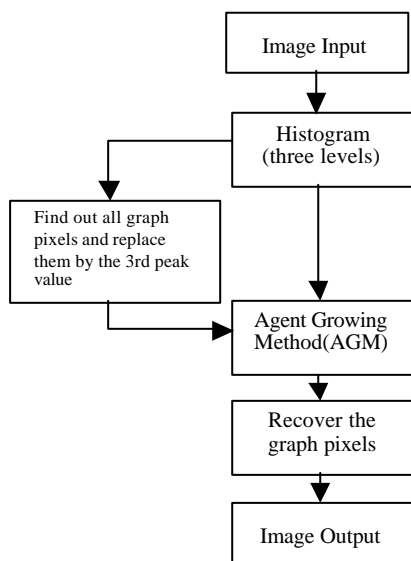 Image Input
Histogram
(three levels)
Find out all graph
pixels and replace
them by the 3rd peak
value
Agent Growing
Method(AGM)
Recover the
graph pixels
Image Output